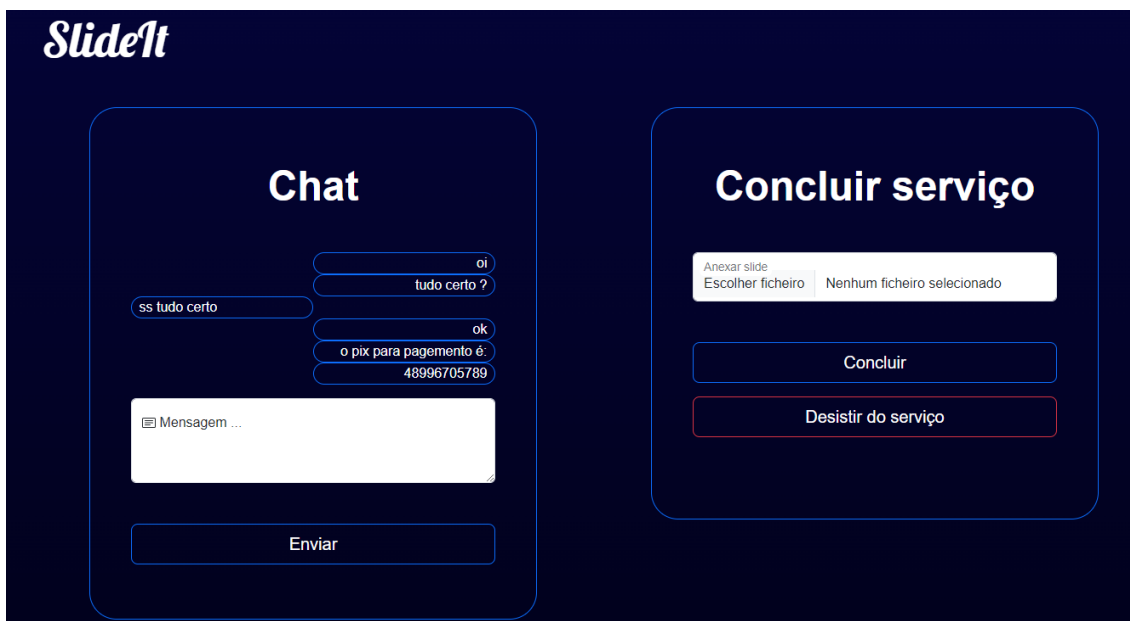 SlideIt
Chat
oi
tudo certo ?
ss tudo certo
ok
o pix para pagemento é:
48996705789
Mensagem ...
Enviar
Concluir serviço
Anexar slide
Escolher ficheiro Nenhum ficheiro selecionado
Concluir
Desistir do serviço